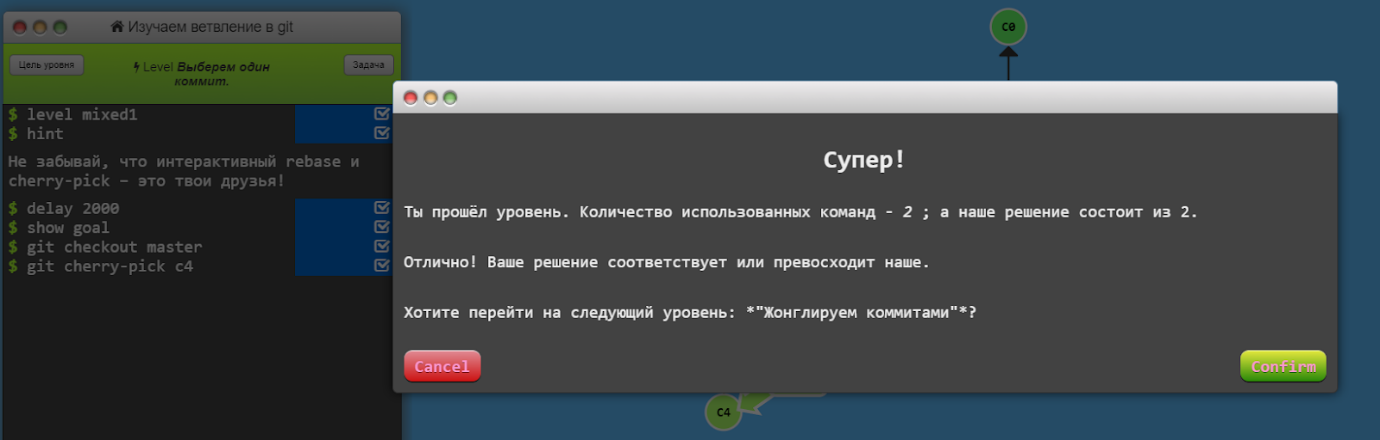 Изучаем ветвление в git
Цель уровня
Level Выберем один
коммит.
Задача
$ level mixed1
$ hint
Не забывай, что интерактивный rebase и
cherry-pick – это твои друзья!
$ delay 2000
$ show goal
$ git checkout master
$ git cherry-pick c4
C0
Супер!
Ты прошёл уровень. Количество использованных команд - 2 ; а наше решение состоит из 2.
Отлично! Ваше решение соответствует или превосходит наше.
Хотите перейти на следующий уровень: *"Жонглируем коммитами"*?
Cancel
Confirm
C4